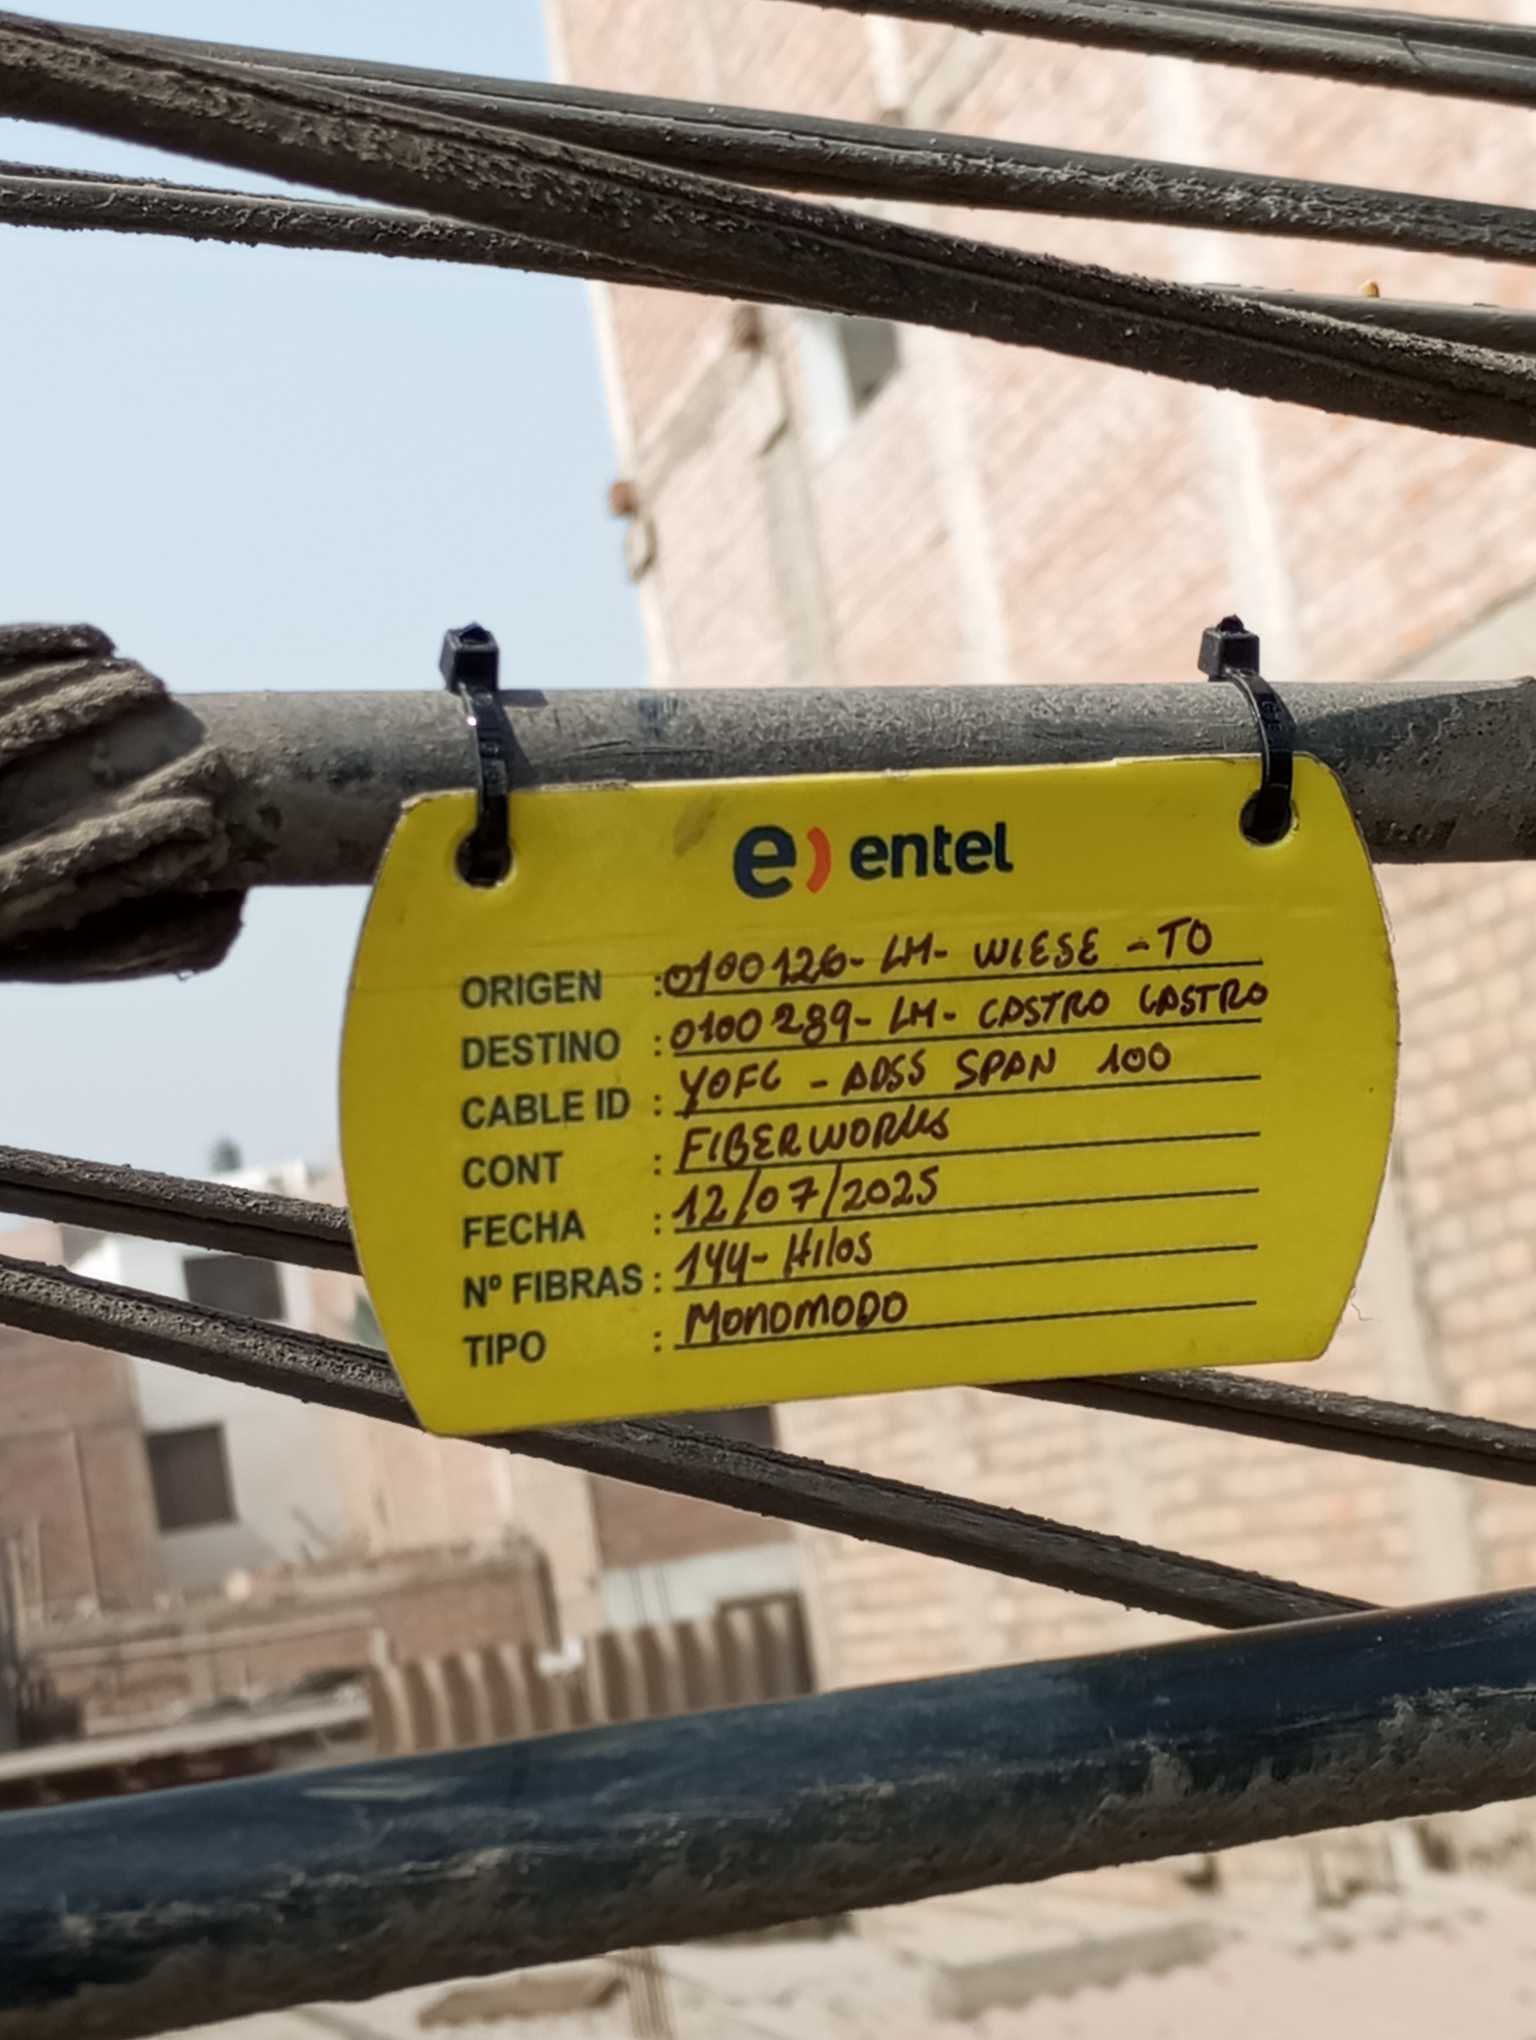 e) entel
ORIGEN : 0100126- LM- WIESE - TO
DESTINO : 0100289- LM- CASTRO CASTRO
CABLE ID : YOFC - ADSS SPAN 100
CONT : FIBERWORKS
FECHA : 12/07/2025
Nº FIBRAS : 144- Hilos
TIPO : MONOMODO